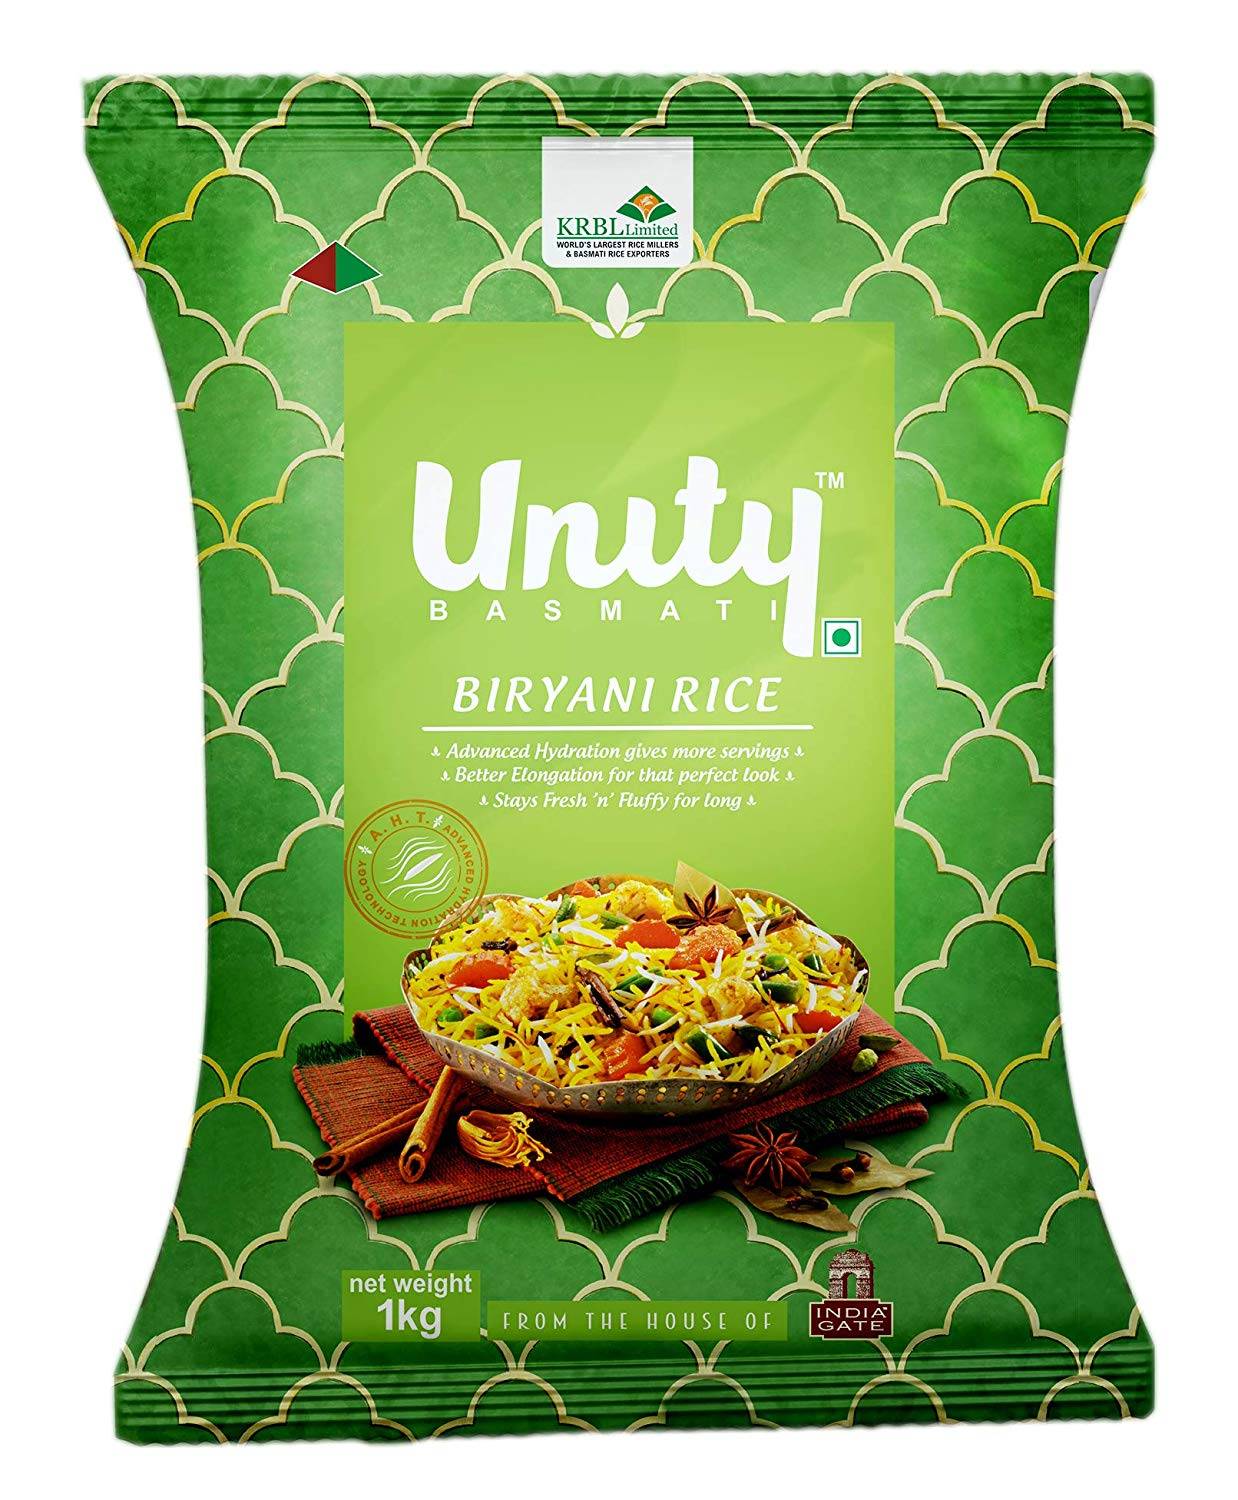 KRBL Limited
WORLD'S LARGEST RICE MILLERS
& BASMATI RICE EXPORTERS
Unity™
BASMATI
BIRYANI RICE
Advanced Hydration gives more servings
Better Elongation for that perfect look
Stays Fresh 'n' Fluffy for long
A. H. T.
ADVANCED HYDRATION TECHNOLOGY
net weight
1kg
FROM THE HOUSE OF
INDIA
GATE